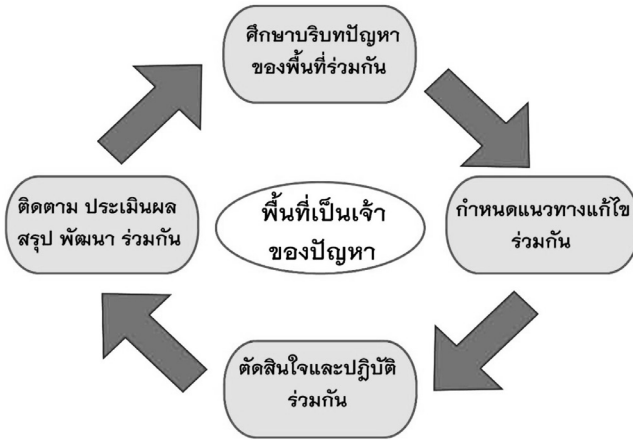 ศึกษาบริบทปัญหา
ของพื้นที่ร่วมกัน
กำหนดแนวทางแก้ไข
ร่วมกัน
ตัดสินใจและปฏิบัติ
ร่วมกัน
ติดตาม ประเมินผล
สรุป พัฒนา ร่วมกัน
พื้นที่เป็นเจ้า
ของปัญหา